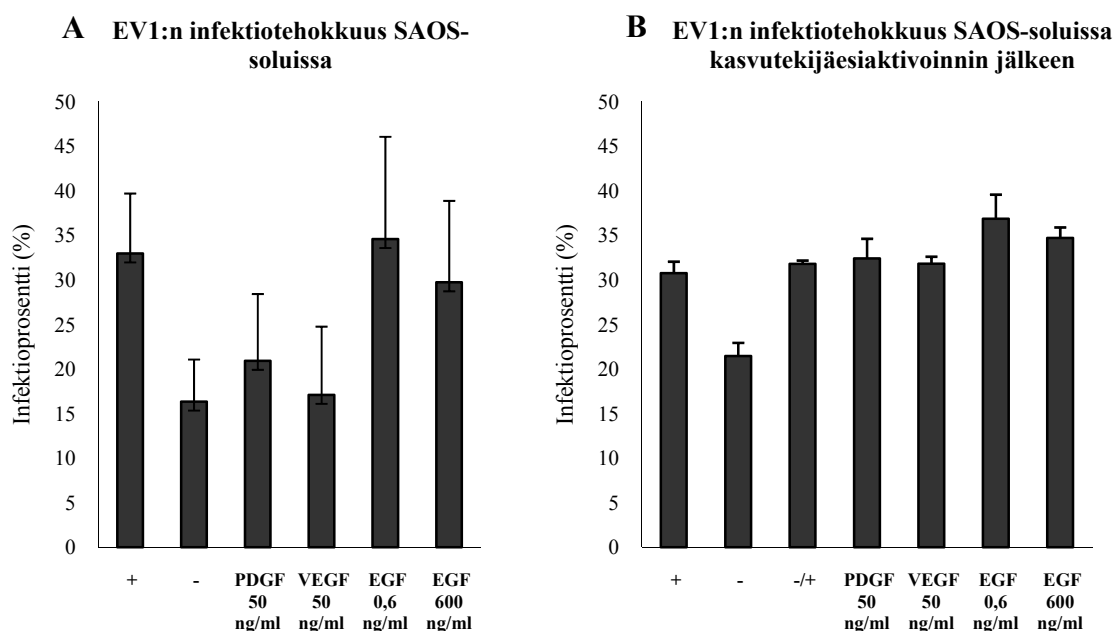 A EV1:n infektiotehokkuus SAOS-
soluissa
Infektioprosentti (%)
50
45
40
35
30
25
20
15
10
5
0
+ - PDGF VEGF EGF EGF
50 50 0,6 600
ng/ml ng/ml ng/ml ng/ml
B EV1:n infektiotehokkuus SAOS-soluissa
kasvutekijäesiaktivoinnin jälkeen
Infektioprosentti (%)
50
45
40
35
30
25
20
15
10
5
0
+ - -/+ PDGF VEGF EGF EGF
50 50 0,6 600
ng/ml ng/ml ng/ml ng/ml